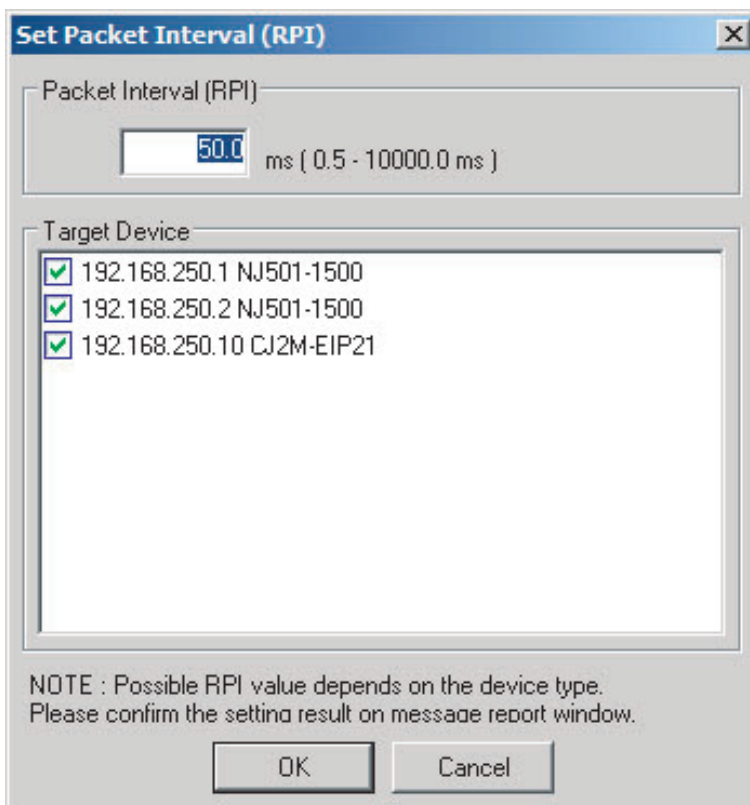 Set Packet Interval (RPI)
Packet Interval (RPI)
50.0 ms ( 0.5 - 10000.0 ms )
Target Device
192.168.250.1 NJ501-1500
192.168.250.2 NJ501-1500
192.168.250.10 CJ2M-EIP21
NOTE : Possible RPI value depends on the device type.
Please confirm the setting result on message report window.
OK
Cancel